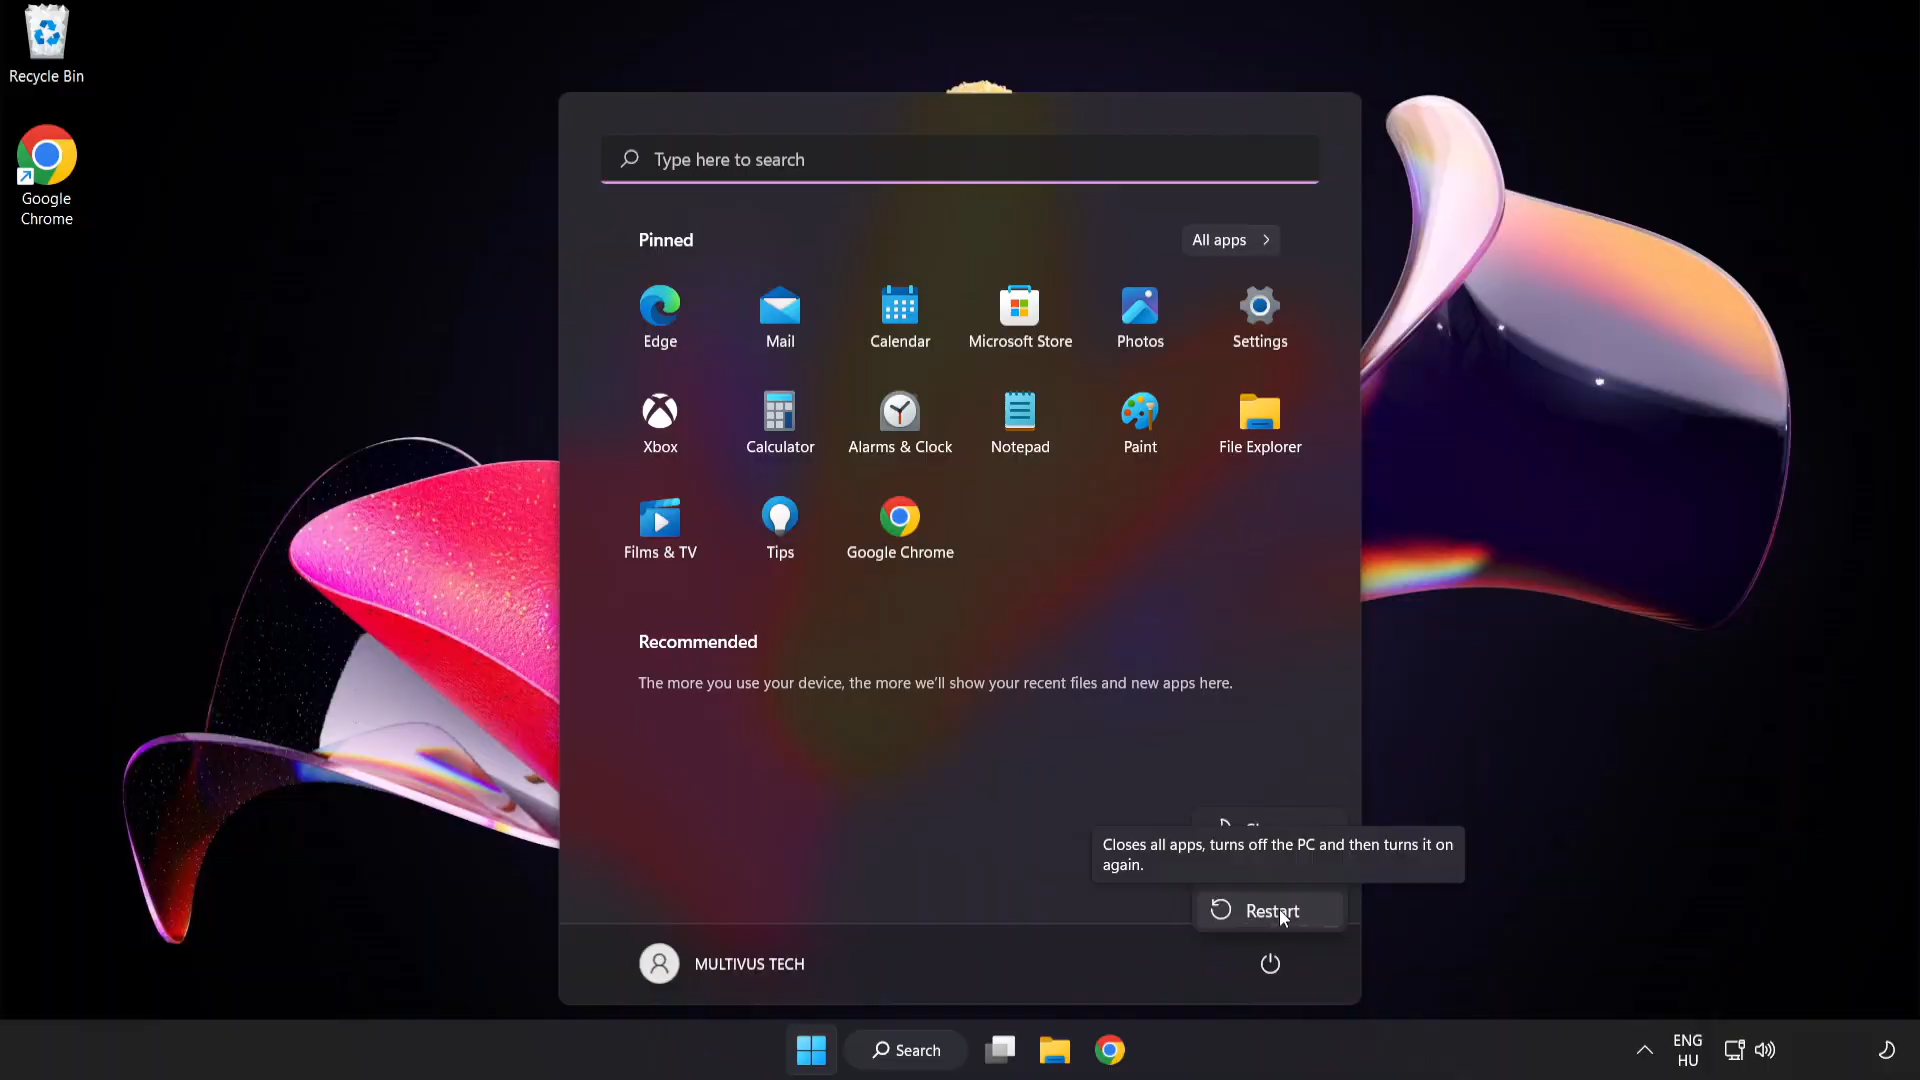 Recycle Bin
Google
Chrome
Type here to search
Pinned
All apps
Edge
Mail
Calendar
Microsoft Store
Photos
Settings
Xbox
Calculator
Alarms & Clock
Notepad
Paint
File Explorer
Films & TV
Tips
Google Chrome
Recommended
The more you use your device, the more we’ll show your recent files and new apps here.
Closes all apps, turns off the PC and then turns it on
again.
Restart
MULTIVUS TECH
Search
ENG
HU